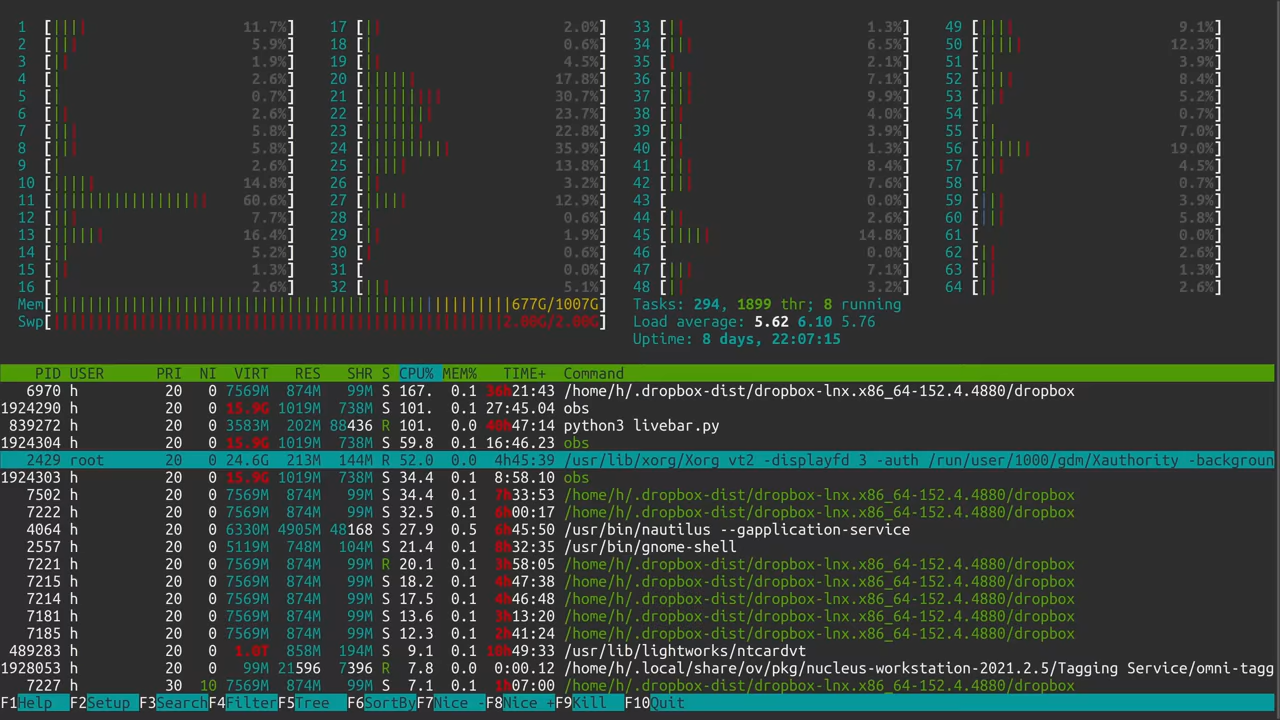 1 [|||| 11.7%] 17 [|| 2.0%] 33 [|| 1.3%] 49 [|||| 9.1%]
2 [||| 5.9%] 18 [| 0.6%] 34 [||| 6.5%] 50 [||||| 12.3%]
3 [|| 1.9%] 19 [|| 4.5%] 35 [| 2.1%] 51 [|| 3.9%]
4 [| 2.6%] 20 [|||||| 17.8%] 36 [||| 7.1%] 52 [|||| 8.4%]
5 [| 0.7%] 21 [|||||||||| 30.7%] 37 [||| 9.9%] 53 [||| 5.2%]
6 [|| 2.6%] 22 [|||||||| 23.7%] 38 [|| 4.0%] 54 [| 0.7%]
7 [||| 5.8%] 23 [||||||| 22.8%] 39 [|| 3.9%] 55 [|| 7.0%]
8 [||| 5.8%] 24 [||||||||||| 35.9%] 40 [|| 1.3%] 56 [|||||| 19.0%]
9 [| 2.6%] 25 [||||| 13.8%] 41 [||| 8.4%] 57 [||| 4.5%]
10 [||||| 14.8%] 26 [|| 3.2%] 42 [||| 7.6%] 58 [| 0.7%]
11 [||||||||||||||||||| 60.6%] 27 [||||| 12.9%] 43 [ 0.0%] 59 [||| 3.9%]
12 [||| 7.7%] 28 [| 0.6%] 44 [|| 2.6%] 60 [||| 5.8%]
13 [|||||| 16.4%] 29 [|| 1.9%] 45 [||||| 14.8%] 61 [ 0.0%]
14 [|| 5.2%] 30 [| 0.6%] 46 [ 0.0%] 62 [|| 2.6%]
15 [|| 1.3%] 31 [ 0.0%] 47 [||| 7.1%] 63 [|| 1.3%]
16 [|| 2.6%] 32 [||| 5.1%] 48 [|| 3.2%] 64 [|| 2.6%]
Mem[677G/1007G] Tasks: 294, 1899 thr; 8 running
Swp[2.00G/2.00G] Load average: 5.62 6.10 5.76
Uptime: 8 days, 22:07:15
PID USER PRI NI VIRT RES SHR S CPU% MEM% TIME+ Command
6970 h 20 0 7569M 874M 99M S 167. 0.1 36h21:43 /home/h/.dropbox-dist/dropbox-lnx.x86_64-152.4.4880/dropbox
1924290 h 20 0 15.9G 1019M 738M S 101. 0.1 27:45.04 obs
839272 h 20 0 3583M 202M 88436 R 101. 0.0 40h47:14 python3 livebar.py
1924304 h 20 0 15.9G 1019M 738M S 59.8 0.1 16:46.23 obs
2429 root 20 0 24.6G 213M 144M R 52.0 0.0 4h45:39 /usr/lib/xorg/Xorg vt2 -displayfd 3 -auth /run/user/1000/gdm/Xauthority -backgroun
1924303 h 20 0 15.9G 1019M 738M S 34.4 0.1 8:58.10 obs
7502 h 20 0 7569M 874M 99M S 34.4 0.1 7h33:53 /home/h/.dropbox-dist/dropbox-lnx.x86_64-152.4.4880/dropbox
7222 h 20 0 7569M 874M 99M S 32.5 0.1 6h00:17 /home/h/.dropbox-dist/dropbox-lnx.x86_64-152.4.4880/dropbox
4064 h 20 0 6330M 4905M 48168 S 27.9 0.5 6h45:50 /usr/bin/nautilus --gapplication-service
2557 h 20 0 5119M 748M 104M S 21.4 0.1 8h32:35 /usr/bin/gnome-shell
7221 h 20 0 7569M 874M 99M R 20.1 0.1 3h58:05 /home/h/.dropbox-dist/dropbox-lnx.x86_64-152.4.4880/dropbox
7215 h 20 0 7569M 874M 99M S 18.2 0.1 4h47:38 /home/h/.dropbox-dist/dropbox-lnx.x86_64-152.4.4880/dropbox
7214 h 20 0 7569M 874M 99M S 17.5 0.1 4h46:48 /home/h/.dropbox-dist/dropbox-lnx.x86_64-152.4.4880/dropbox
7181 h 20 0 7569M 874M 99M S 13.6 0.1 3h13:20 /home/h/.dropbox-dist/dropbox-lnx.x86_64-152.4.4880/dropbox
7185 h 20 0 7569M 874M 99M S 12.3 0.1 2h41:24 /home/h/.dropbox-dist/dropbox-lnx.x86_64-152.4.4880/dropbox
489283 h 20 0 1.0T 858M 194M S 9.1 0.1 10h49:33 /usr/lib/lightworks/ntcardvt
1928053 h 20 0 99M 21596 7396 R 7.8 0.0 0:00.12 /home/h/.local/share/ov/pkg/nucleus-workstation-2021.2.5/Tagging Service/omni-tagg
7227 h 30 10 7569M 874M 99M S 7.1 0.1 1h07:00 /home/h/.dropbox-dist/dropbox-lnx.x86_64-152.4.4880/dropbox
F1Help F2Setup F3SearchF4FilterF5Tree F6SortByF7Nice -F8Nice +F9Kill F10Quit